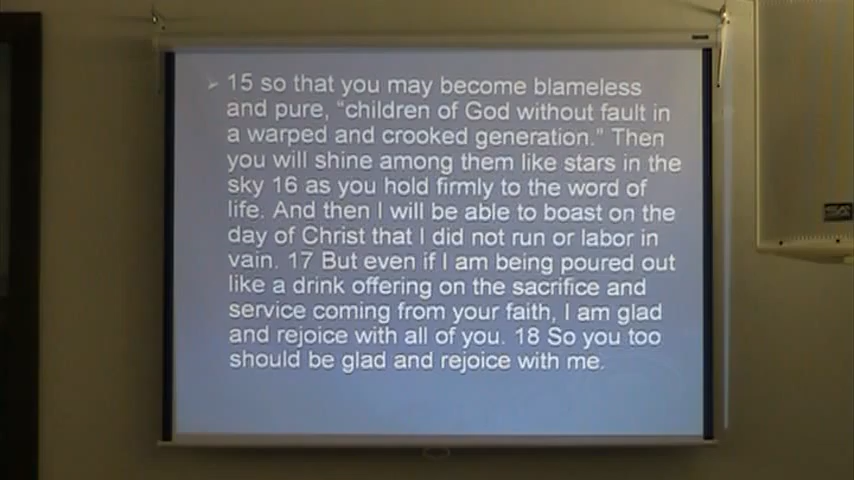 15 so that you may become blameless
and pure, “children of God without fault in
a warped and crooked generation.” Then
you will shine among them like stars in the
sky 16 as you hold firmly to the word of
life. And then I will be able to boast on the
day of Christ that I did not run or labor in
vain. 17 But even if I am being poured out
like a drink offering on the sacrifice and
service coming from your faith, I am glad
and rejoice with all of you. 18 So you too
should be glad and rejoice with me.